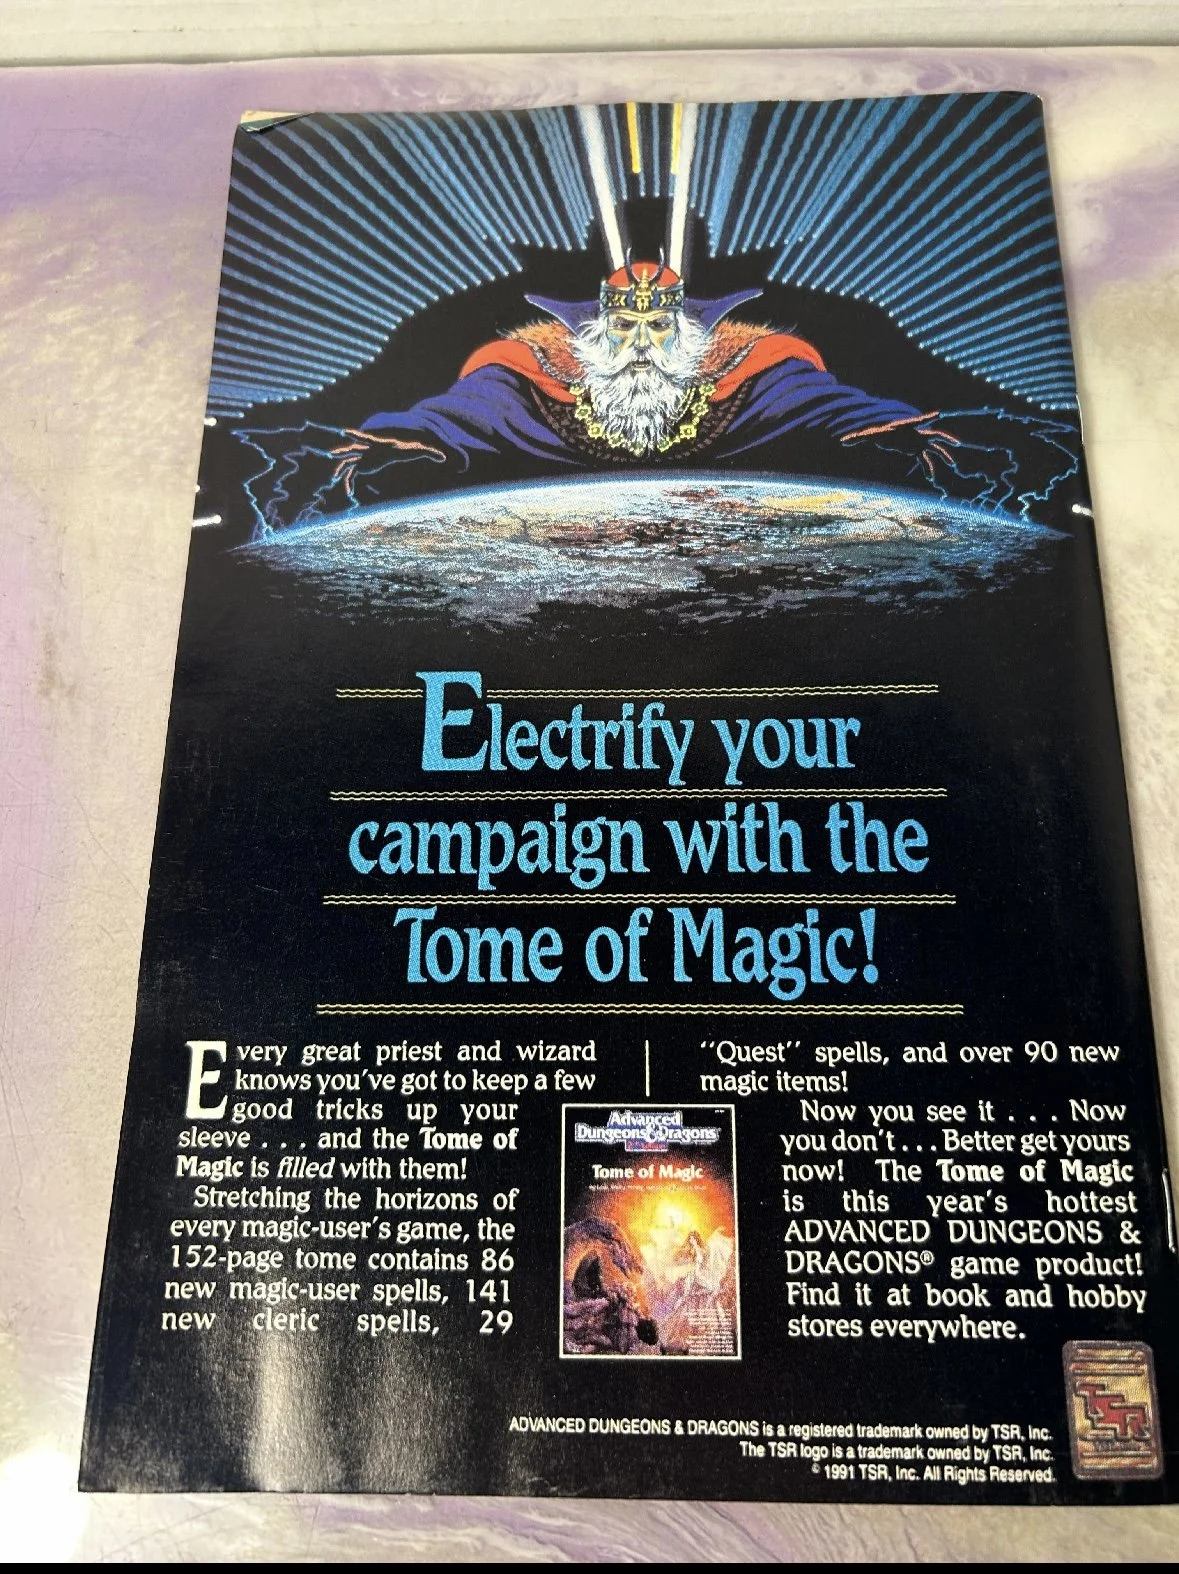 Electrify your
campaign with the
Tome of Magic!
Every great priest and wizard
knows you've got to keep a few
good tricks up your
sleeve . . . and the Tome of
Magic is filled with them!
Stretching the horizons of
every magic-user's game, the
152-page tome contains 86
new magic-user spells, 141
new cleric spells, 29
"Quest" spells, and over 90 new
magic items!
Now you see it . . . Now
you don't . . . Better get yours
now! The Tome of Magic
is this year's hottest
ADVANCED DUNGEONS &
DRAGONS® game product!
Find it at book and hobby
stores everywhere.
Advanced
Dungeons & Dragons
Tome of Magic
TSR
ADVANCED DUNGEONS & DRAGONS is a registered trademark owned by TSR, Inc.
The TSR logo is a trademark owned by TSR, Inc.
© 1991 TSR, Inc. All Rights Reserved.